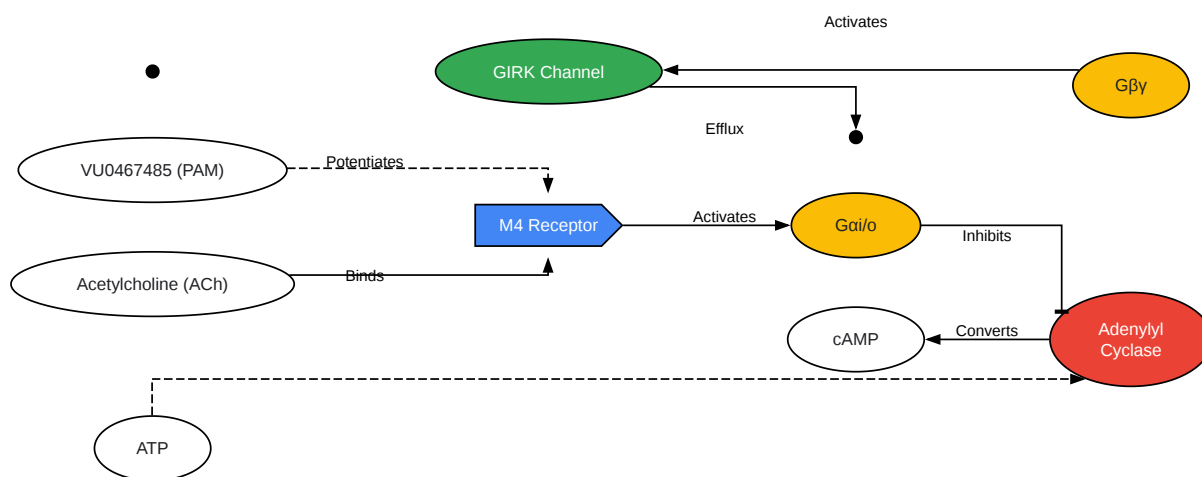 Activates
GIRK Channel
Gβγ
Efflux
VU0467485 (PAM)
Potentiates
M4 Receptor
Activates
Gαi/o
Inhibits
Acetylcholine (ACh)
Binds
cAMP
Converts
Adenylyl
Cyclase
ATP